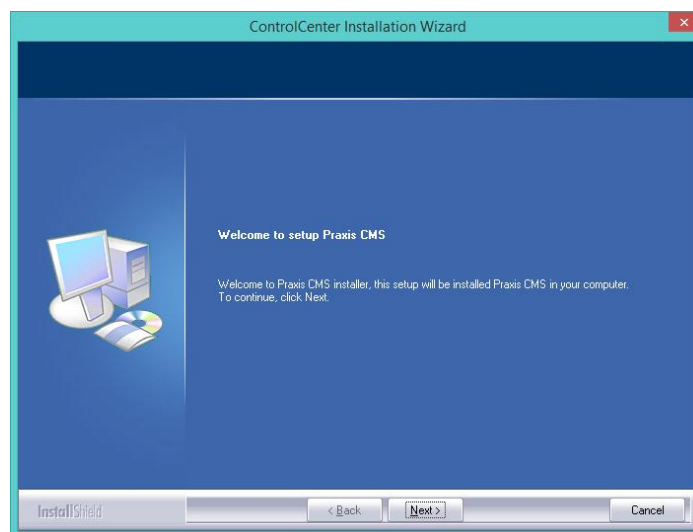 ControlCenter Installation Wizard
Welcome to setup Praxis CMS
Welcome to Praxis CMS installer, this setup will be installed Praxis CMS in your computer.
To continue, click Next.
InstallShield
< Back
Next >
Cancel